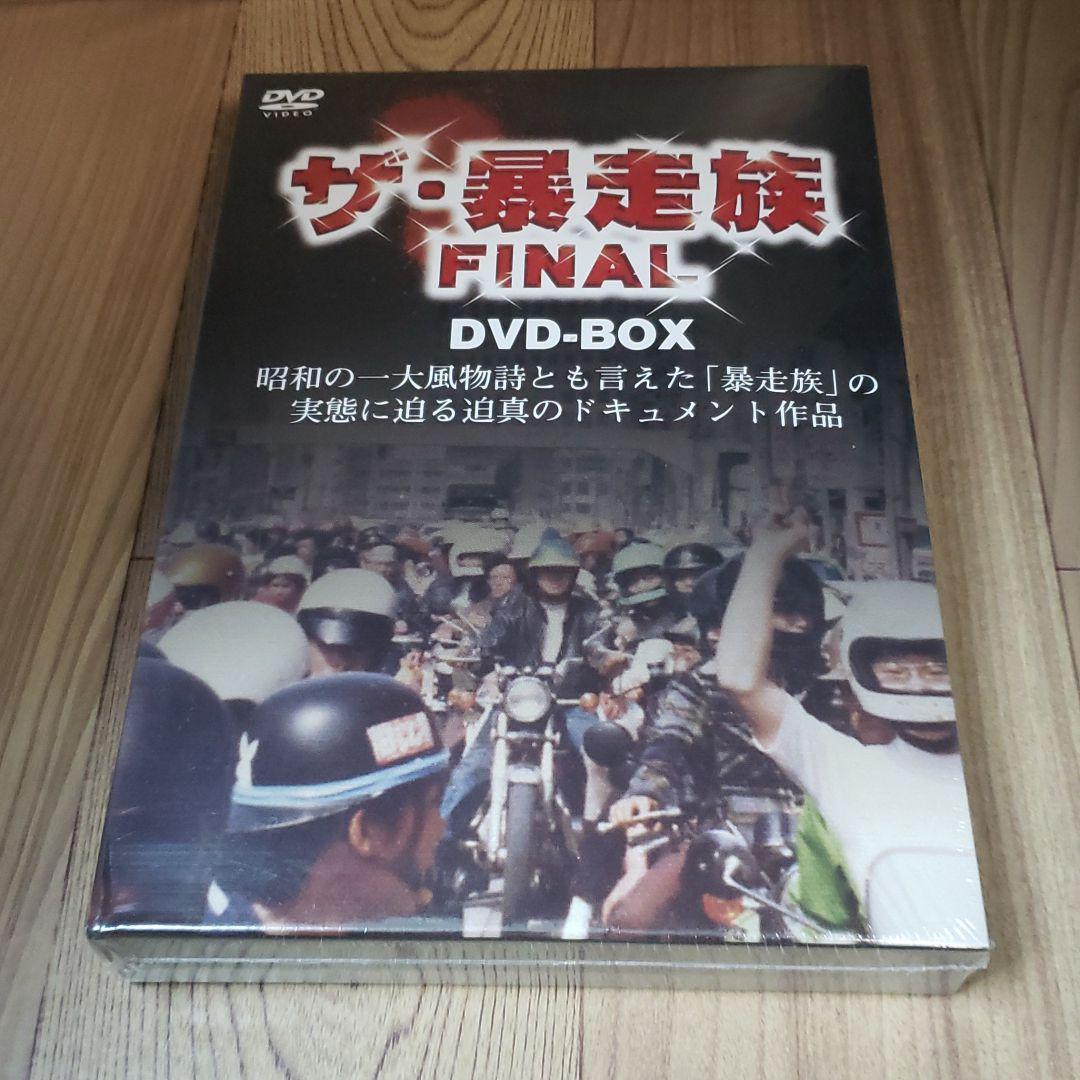 DVD
VIDEO
ザ・暴走族
FINAL
DVD-BOX
昭和の一大風物詩とも言えた「暴走族」の
実態に迫る迫真のドキュメント作品